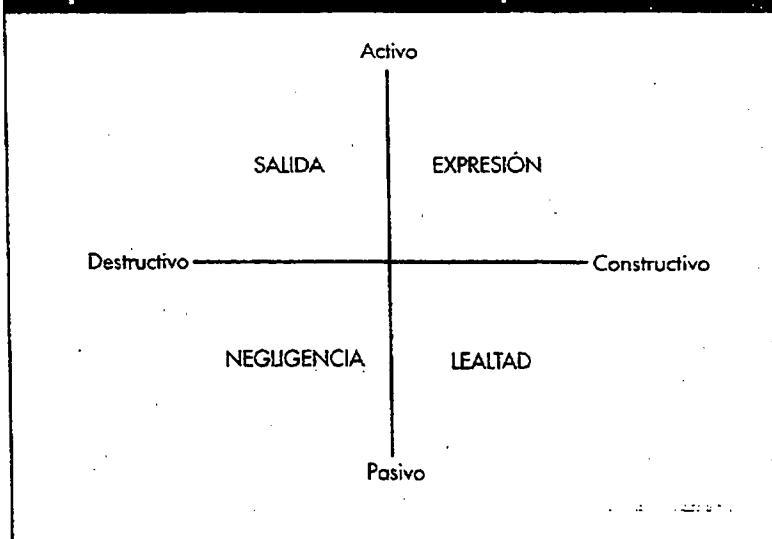 Activo
SALIDA EXPRESIÓN
Destructivo Constructivo
NEGLIGENCIA LEALTAD
Pasivo